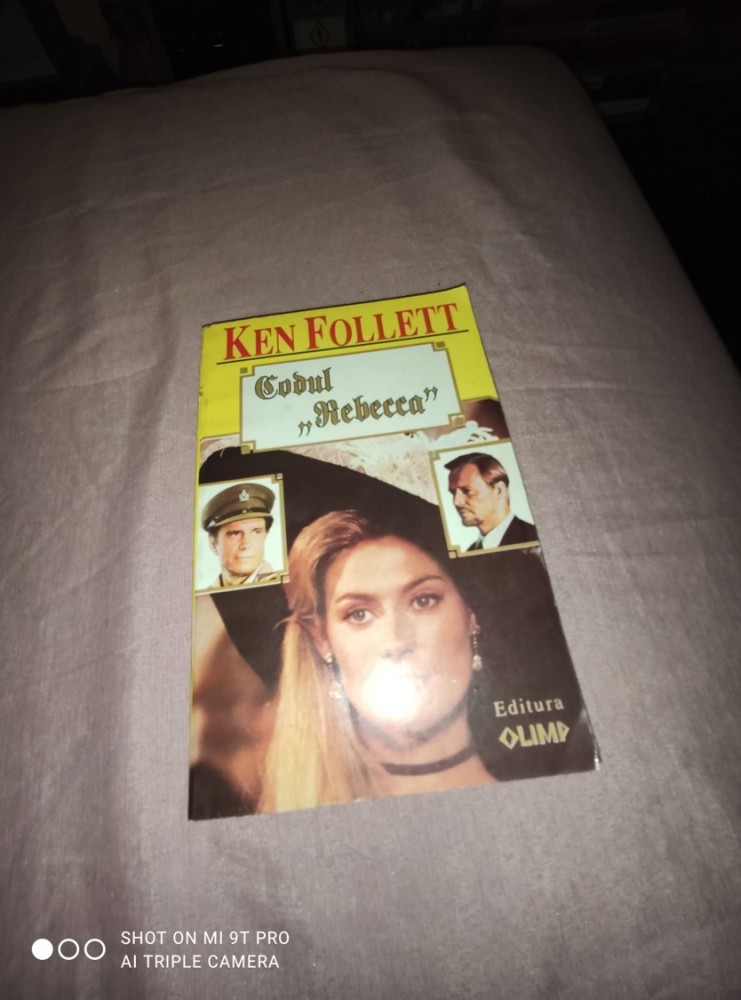 KEN FOLLETT
Codul
„Rebecca”
Editura
OLIMP
SHOT ON MI 9T PRO
AI TRIPLE CAMERA